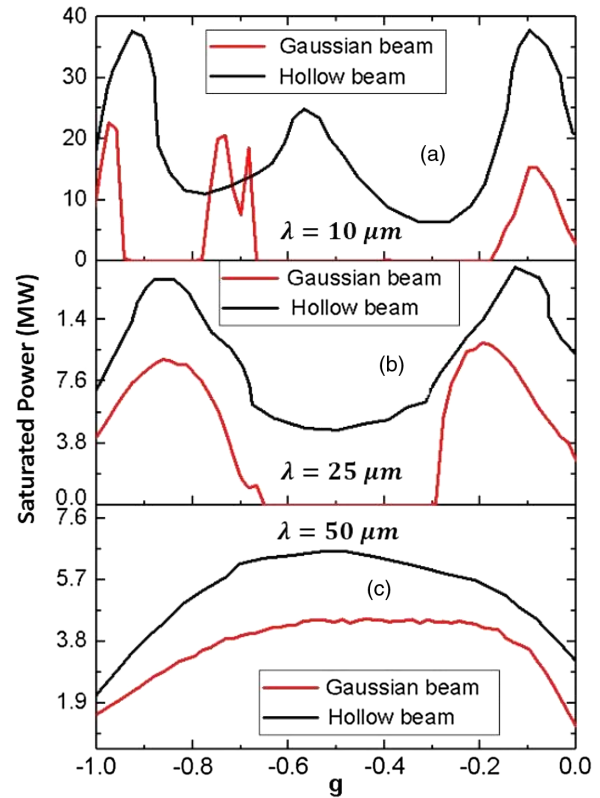 Saturated Power (MW)
40
30
20
10
0
Gaussian beam
Hollow beam
(a)
λ = 10 μm
1.4
7.6
3.8
0.0
Gaussian beam
Hollow beam
(b)
λ = 25 μm
7.6
5.7
3.8
1.9
λ = 50 μm
(c)
Gaussian beam
Hollow beam
-1.0 -0.8 -0.6 -0.4 -0.2 0.0
g